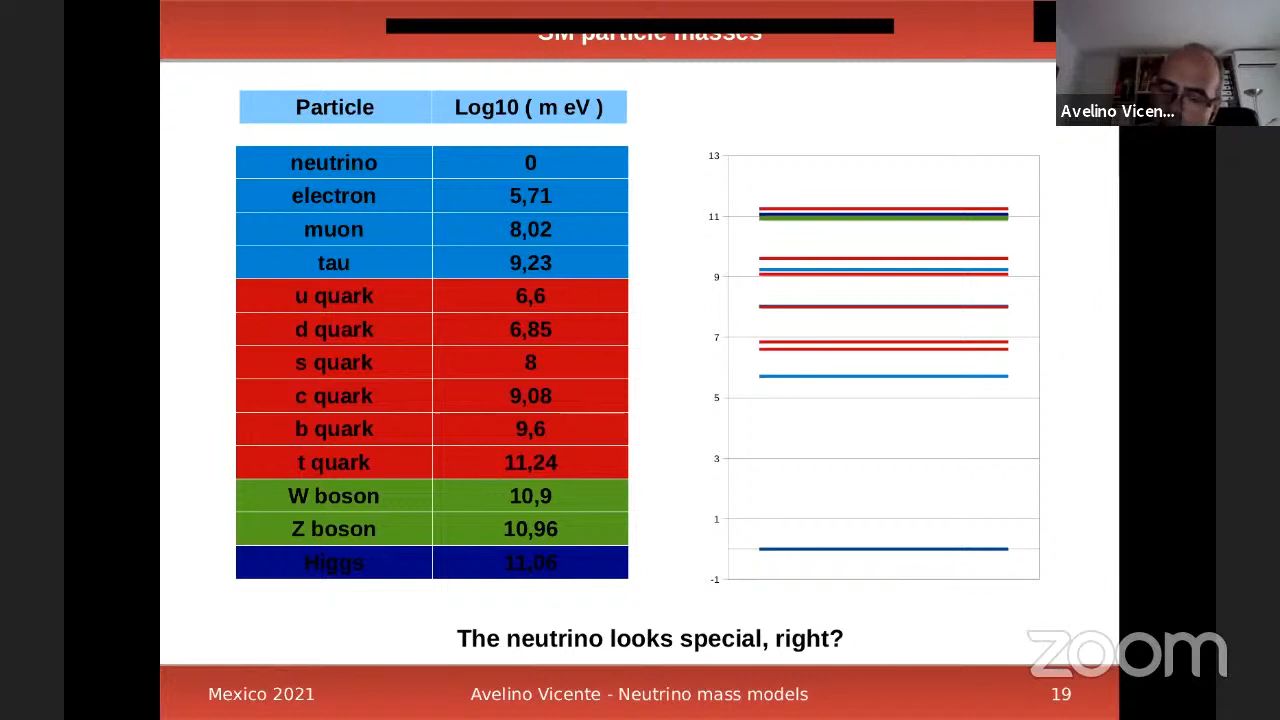 SM particle masses
Avelino Vicen...
Particle Log10 ( m eV )
neutrino 0
electron 5,71
muon 8,02
tau 9,23
u quark 6,6
d quark 6,85
s quark 8
c quark 9,08
b quark 9,6
t quark 11,24
W boson 10,9
Z boson 10,96
Higgs 11,06
13
11
9
7
5
3
1
-1
The neutrino looks special, right?
zoom
Mexico 2021 Avelino Vicente - Neutrino mass models 19